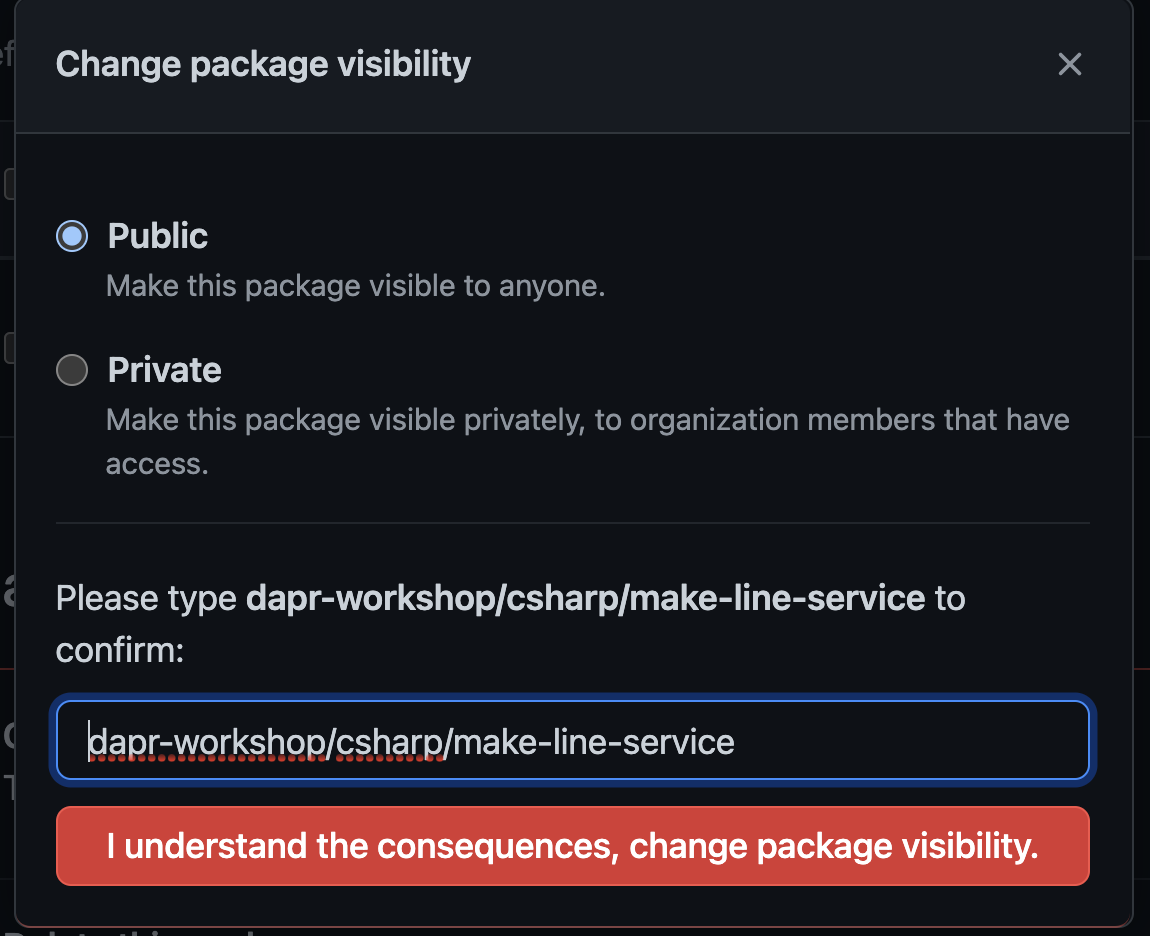 Change package visibility
Public
Make this package visible to anyone.
Private
Make this package visible privately, to organization members that have
access.
Please type dapr-workshop/csharp/make-line-service to
confirm:
dapr-workshop/csharp/make-line-service
I understand the consequences, change package visibility.